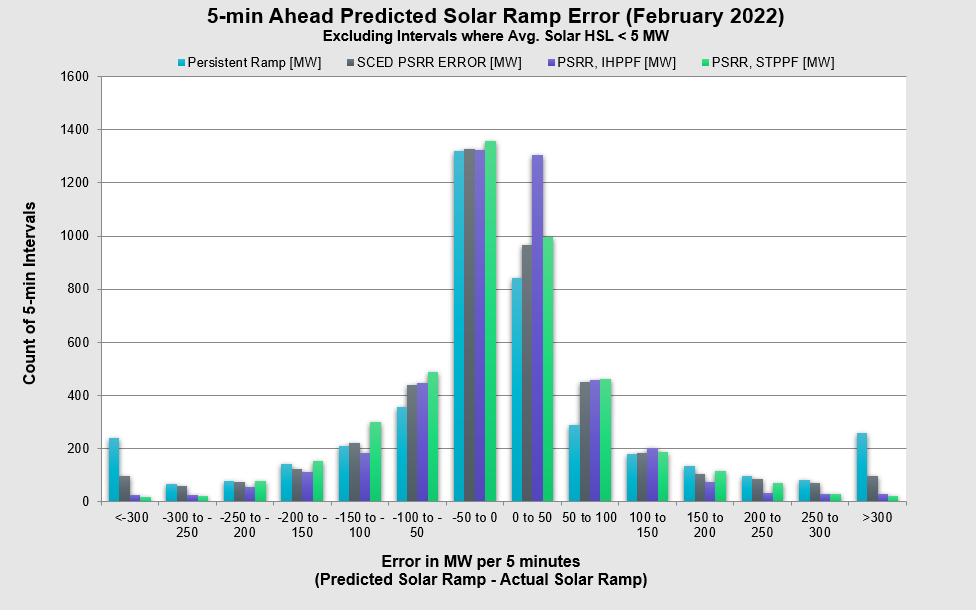 5-min Ahead Predicted Solar Ramp Error (February 2022)
Excluding Intervals where Avg. Solar HSL < 5 MW
Persistent Ramp [MW] SCED PSRR ERROR [MW] PSRR, IHPPF [MW] PSRR, STPPF [MW]
1600
1400
1200
1000
800
600
400
200
0
Count of 5-min Intervals
<-300 -300 to - -250 to - -200 to - -150 to - -100 to - -50 to 0 0 to 50 50 to 100 100 to 150 to 200 to 250 to >300
250 200 150 100 50 150 200 250 300
Error in MW per 5 minutes
(Predicted Solar Ramp - Actual Solar Ramp)